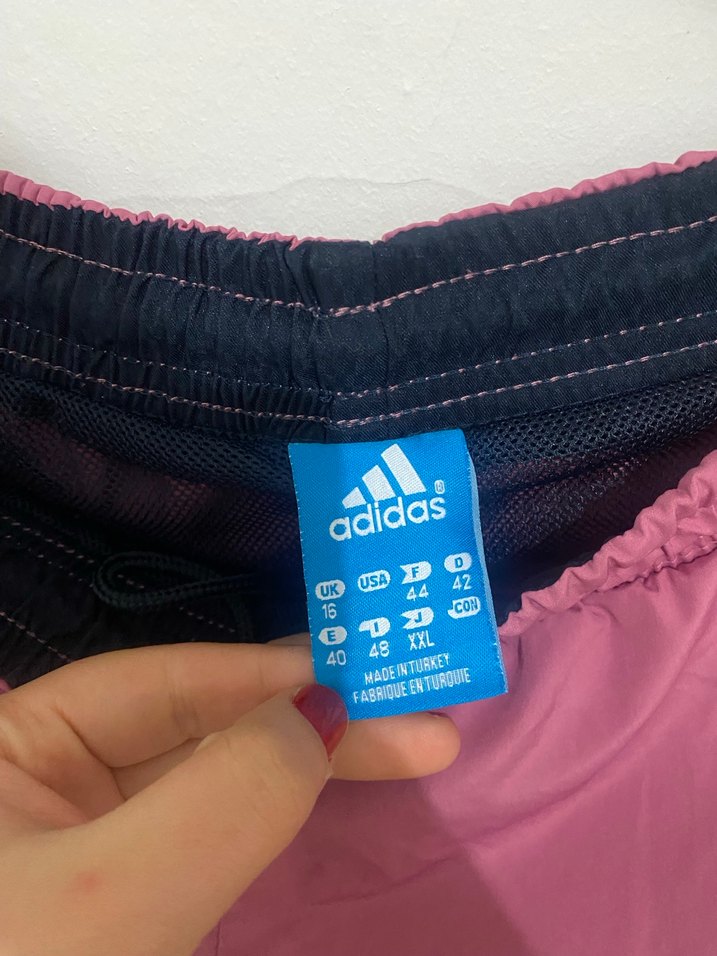 adidas®
UK USA F D
16 44 42
E I J CON
40 48 XXL
MADE IN TURKEY
FABRIQUE EN TURQUIE